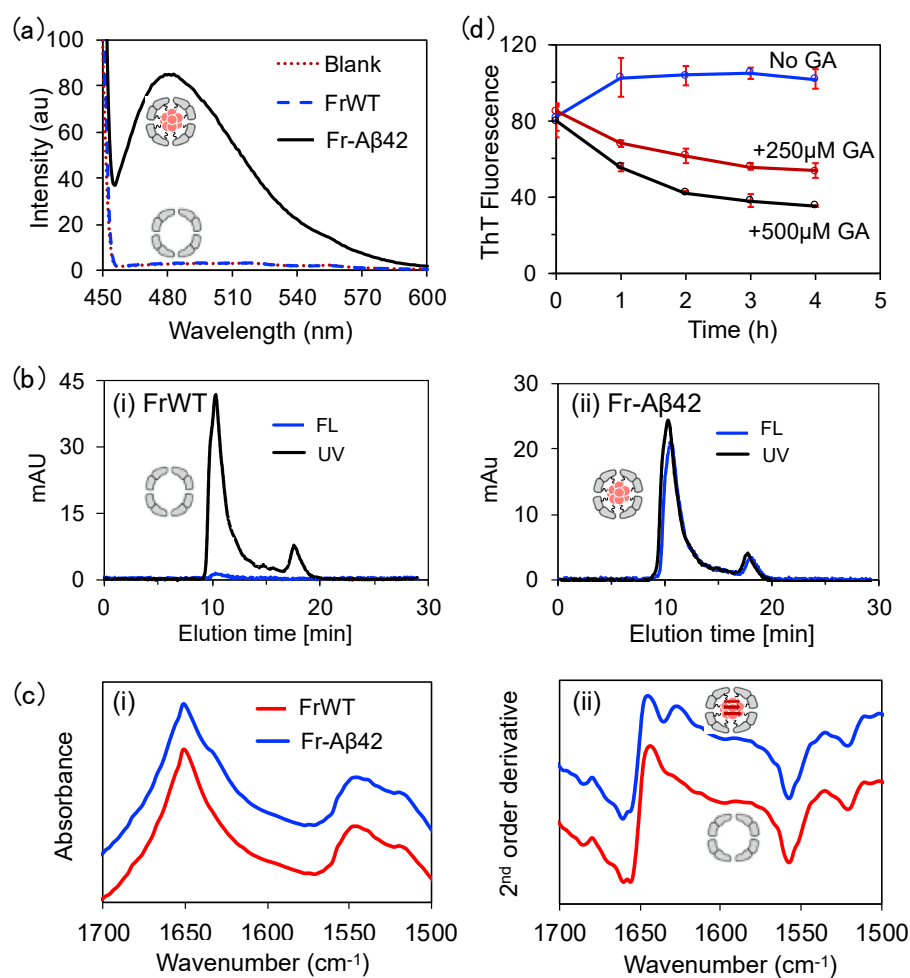 (a)
100
80
60
40
20
0
Intensity (au)
Blank
FrWT
Fr-Aβ42
450 480 510 540 570 600
Wavelength (nm)
(d)
120
80
40
0
ThT Fluorescence
No GA
+250μM GA
+500μM GA
0 1 2 3 4 5
Time (h)
(b)
45
30
15
0
mAU
(i) FrWT
FL
UV
0 10 20 30
Elution time [min]
40
20
0
mAu
(ii) Fr-Aβ42
FL
UV
0 10 20 30
Elution time [min]
(c)
(i)
FrWT
Fr-Aβ42
Absorbance
1700 1650 1600 1550 1500
Wavenumber (cm⁻¹)
(ii)
2ⁿᵈ order derivative
1700 1650 1600 1550 1500
Wavenumber (cm⁻¹)